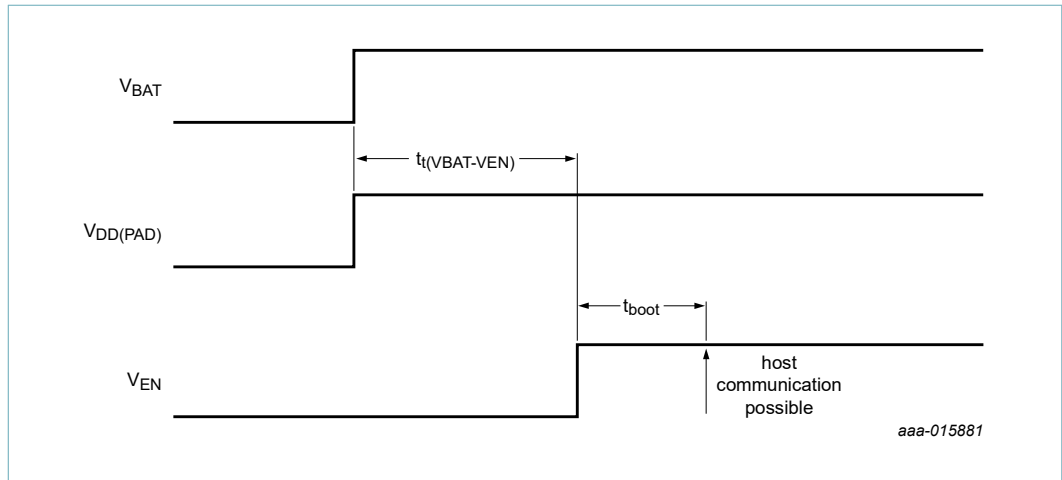 VBAT
tt(VBAT-VEN)
VDD(PAD)
tboot
VEN
host
communication
possible
aaa-015881